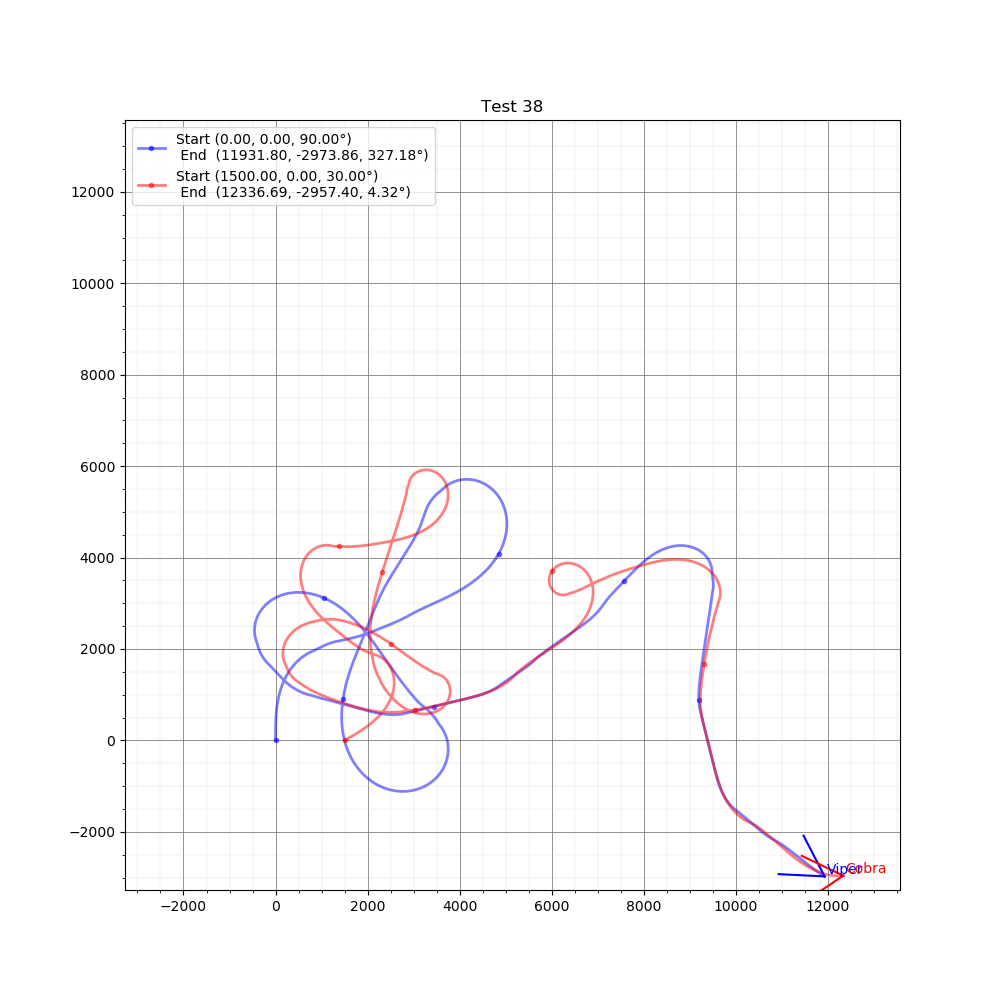 Test 38
Start (0.00, 0.00, 90.00°)
End (11931.80, -2973.86, 327.18°)
Start (1500.00, 0.00, 30.00°)
End (12336.69, -2957.40, 4.32°)
12000
10000
8000
6000
4000
2000
0
−2000
Viper
Cobra
−2000 0 2000 4000 6000 8000 10000 12000